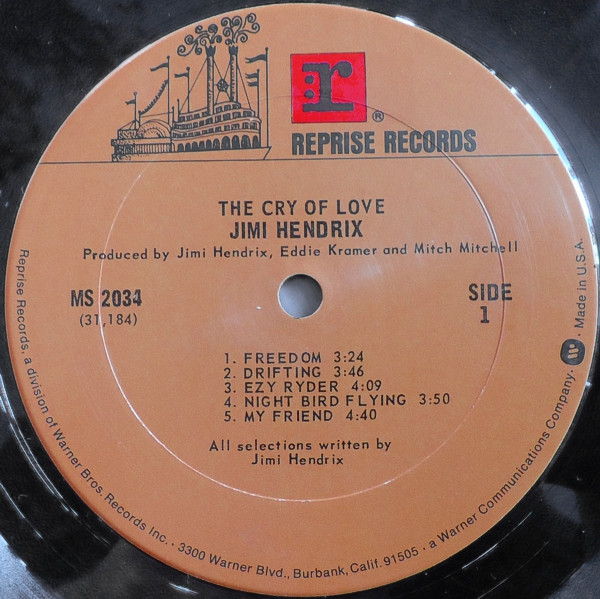 r
®
REPRISE RECORDS
THE CRY OF LOVE
JIMI HENDRIX
Produced by Jimi Hendrix, Eddie Kramer and Mitch Mitchell
MS 2034
(31,184)
SIDE
1
1. FREEDOM 3:24
2. DRIFTING 3:46
3. EZY RYDER 4:09
4. NIGHT BIRD FLYING 3:50
5. MY FRIEND 4:40
All selections written by
Jimi Hendrix
Reprise Records, a division of Warner Bros. Records Inc. • 3300 Warner Blvd., Burbank, Calif. 91505 • a Warner Communications Company. • Made in U.S.A.